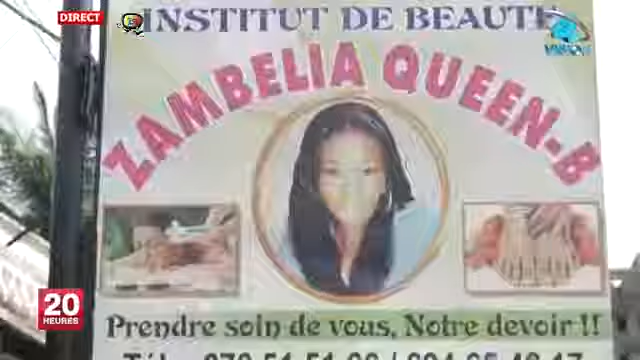 DIRECT
INSTITUT DE BEAUTE
ZAMBELIA QUEEN-B
20
HEURES
Prendre soin de vous, Notre devoir !!